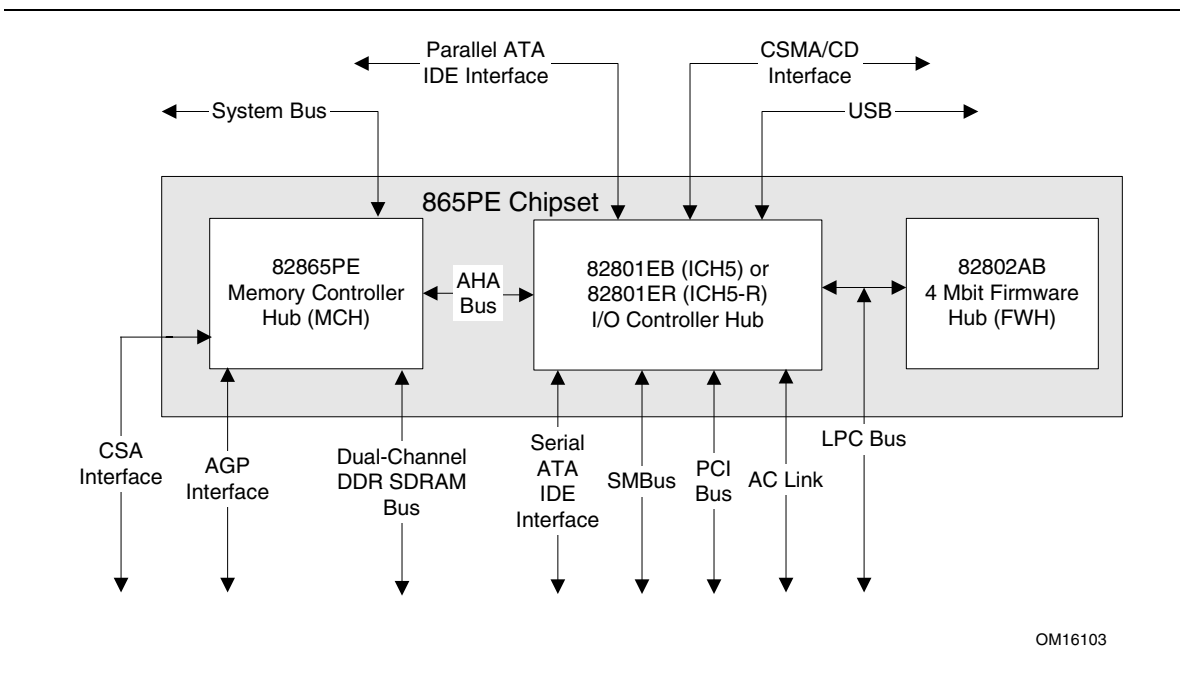 Parallel ATA
IDE Interface
CSMA/CD
Interface
System Bus
USB
865PE Chipset
82865PE
Memory Controller
Hub (MCH)
AHA
Bus
82801EB (ICH5) or
82801ER (ICH5-R)
I/O Controller Hub
82802AB
4 Mbit Firmware
Hub (FWH)
CSA
Interface
AGP
Interface
Dual-Channel
DDR SDRAM
Bus
Serial
ATA
IDE
Interface
SMBus
PCI
Bus
AC Link
LPC Bus
OM16103